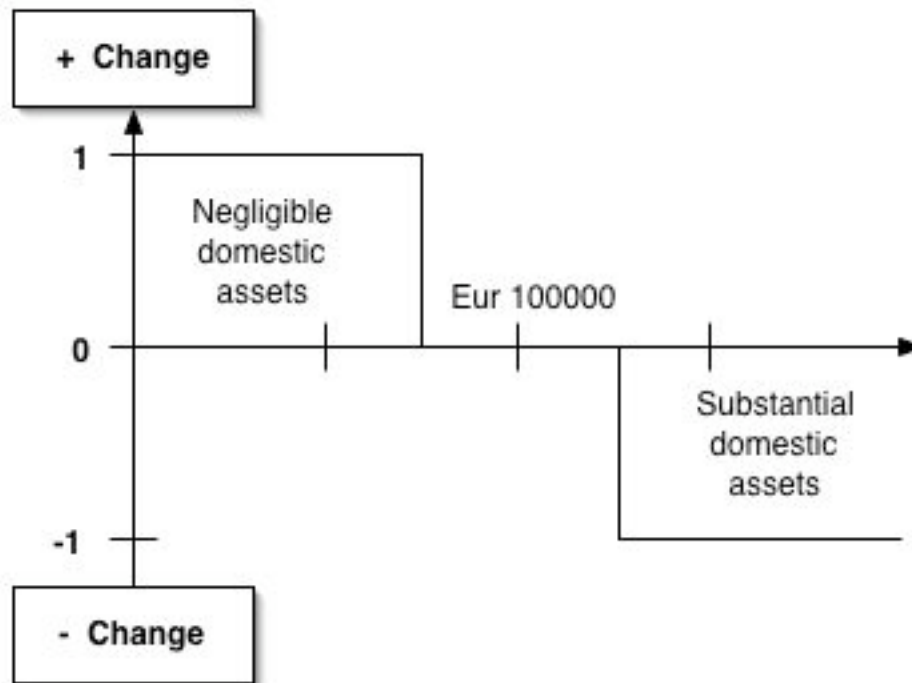 + Change
1
Negligible
domestic
assets
Eur 100000
0
Substantial
domestic
assets
-1
- Change